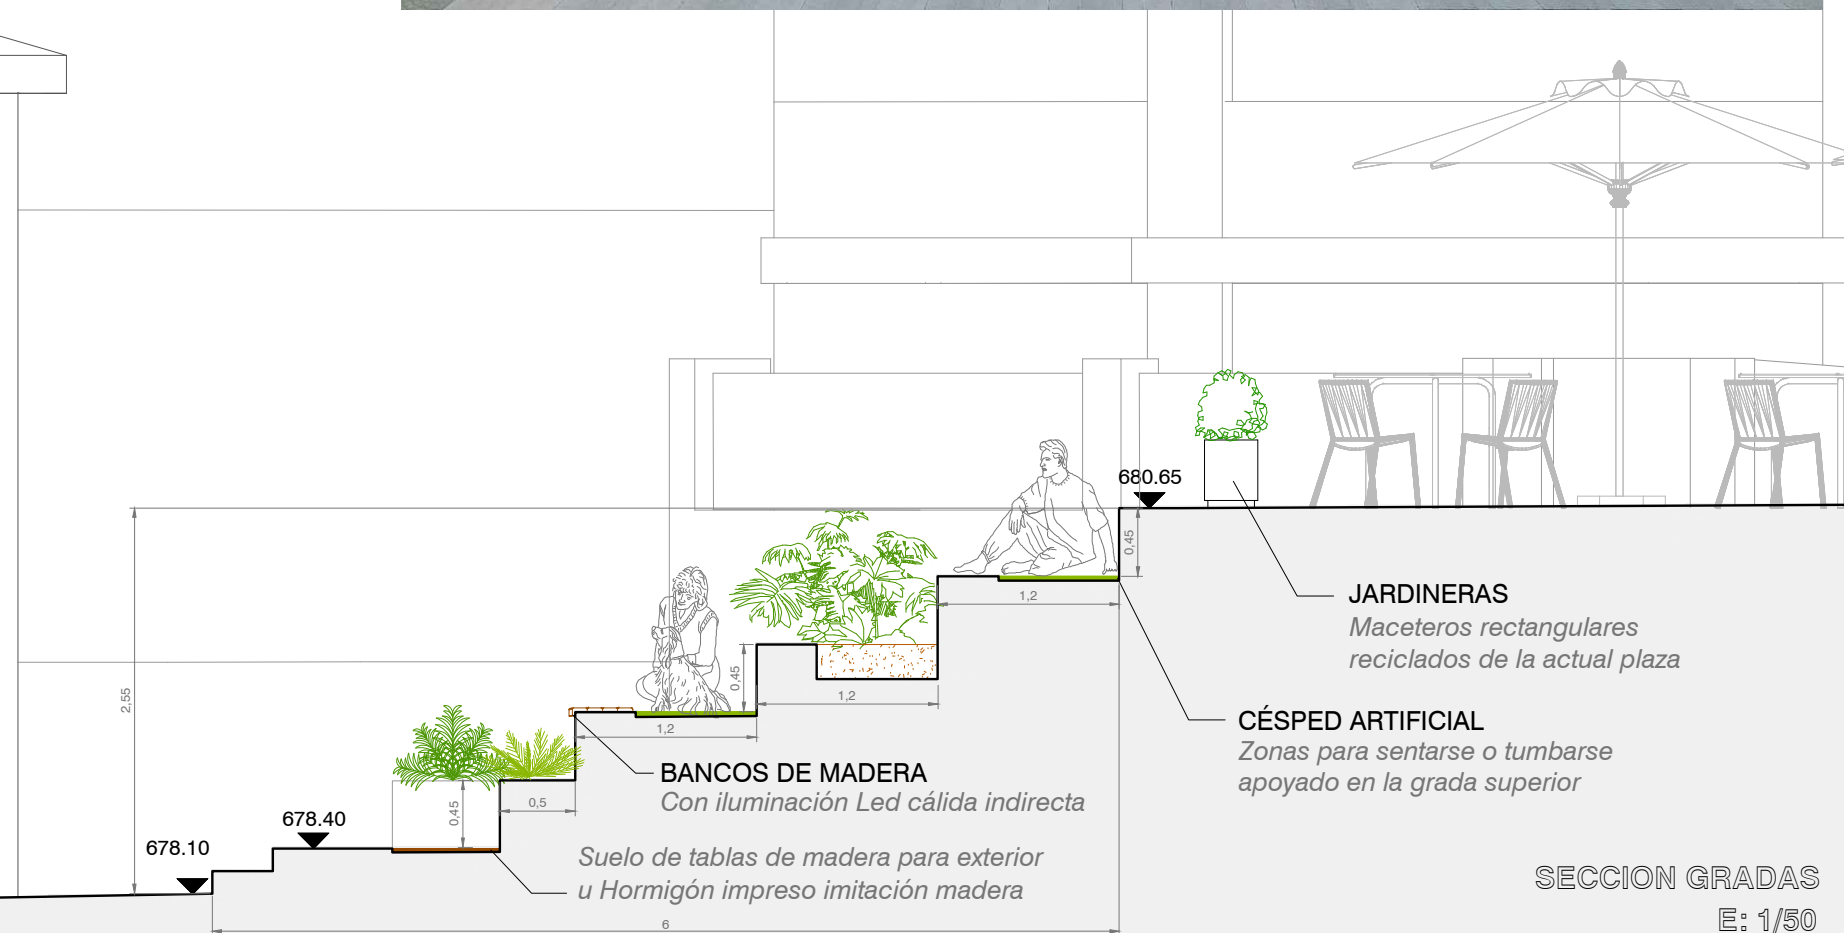 680.65
0,45
1,2
JARDINERAS
Maceteros rectangulares
reciclados de la actual plaza
0,45
1,2
2,55
1,2
CÉSPED ARTIFICIAL
Zonas para sentarse o tumbarse
apoyado en la grada superior
BANCOS DE MADERA
Con iluminación Led cálida indirecta
0,45
0,5
678.40
678.10
Suelo de tablas de madera para exterior
u Hormigón impreso imitación madera
6
SECCION GRADAS
E: 1/50